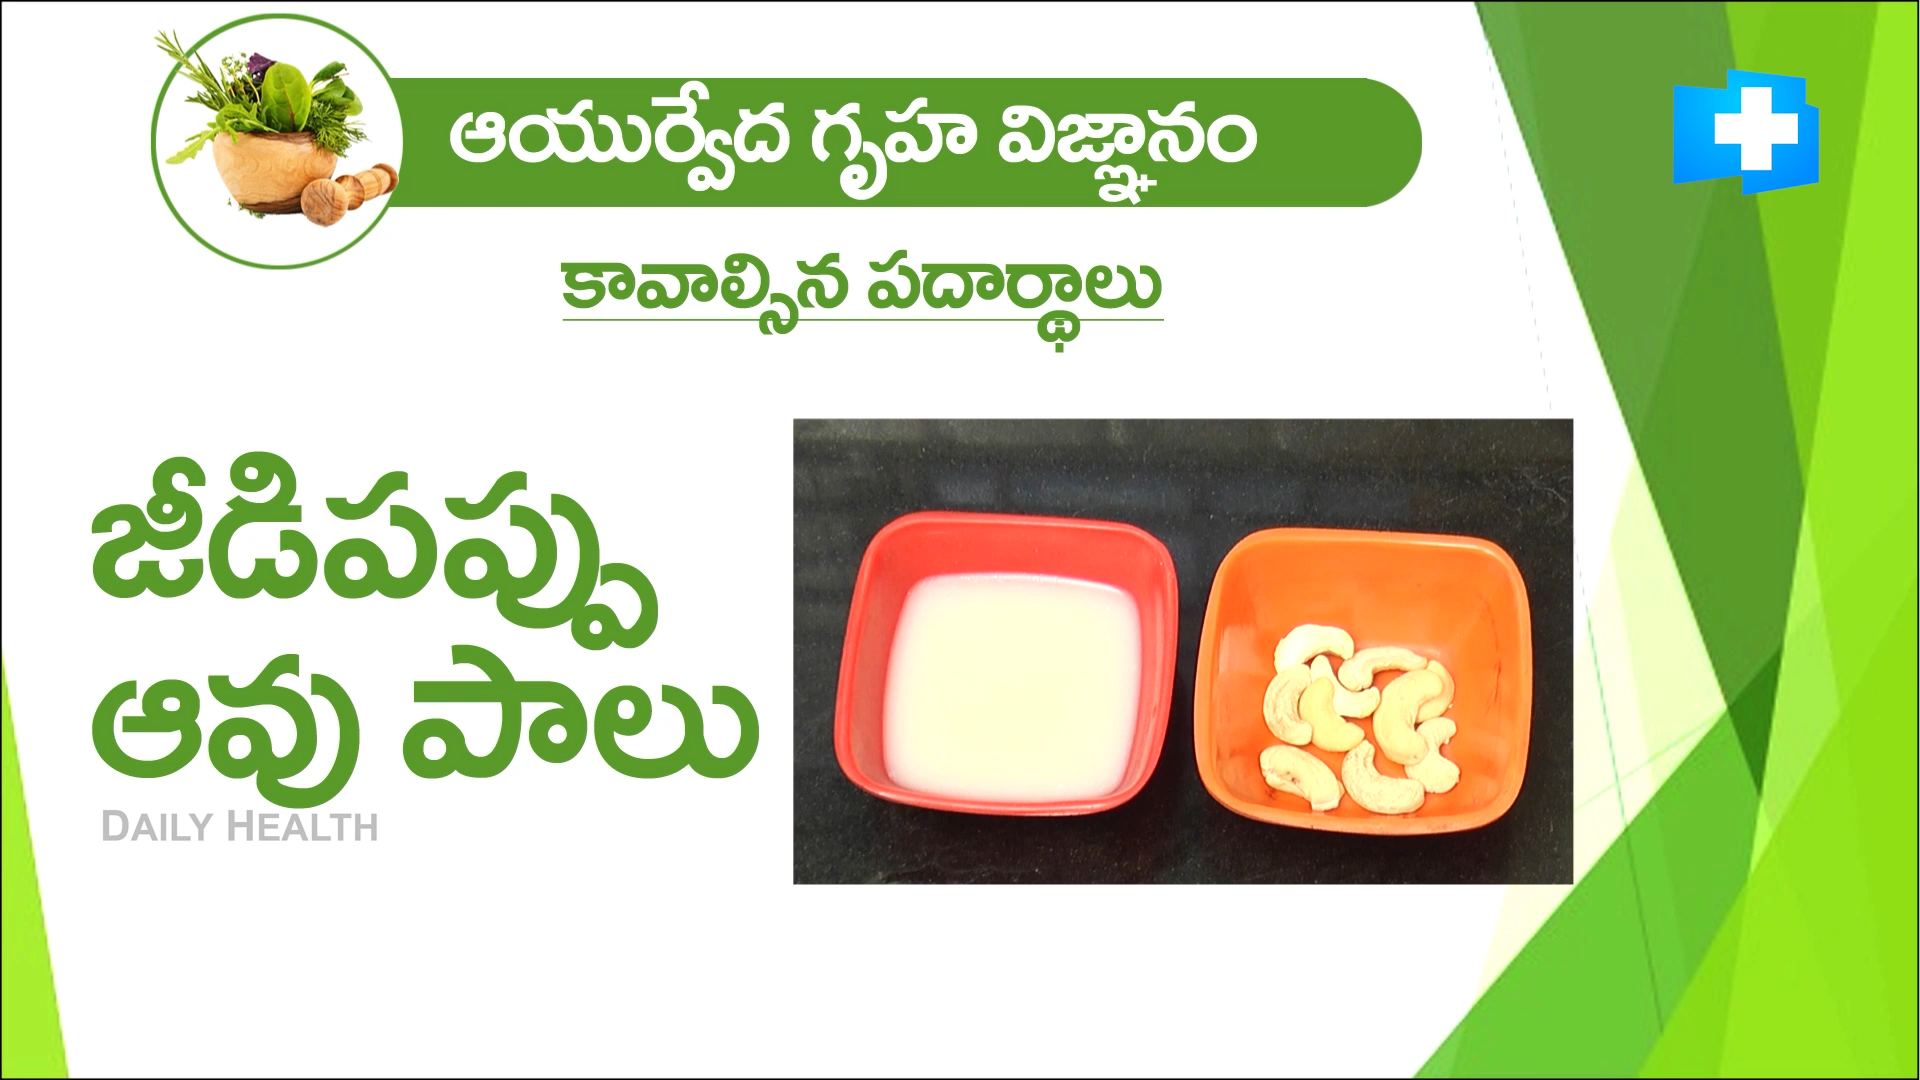 ఆయుర్వేద గృహ విజ్ఞానం
కావాల్సిన పదార్థాలు
జీడిపప్పు
ఆవు పాలు
DAILY HEALTH